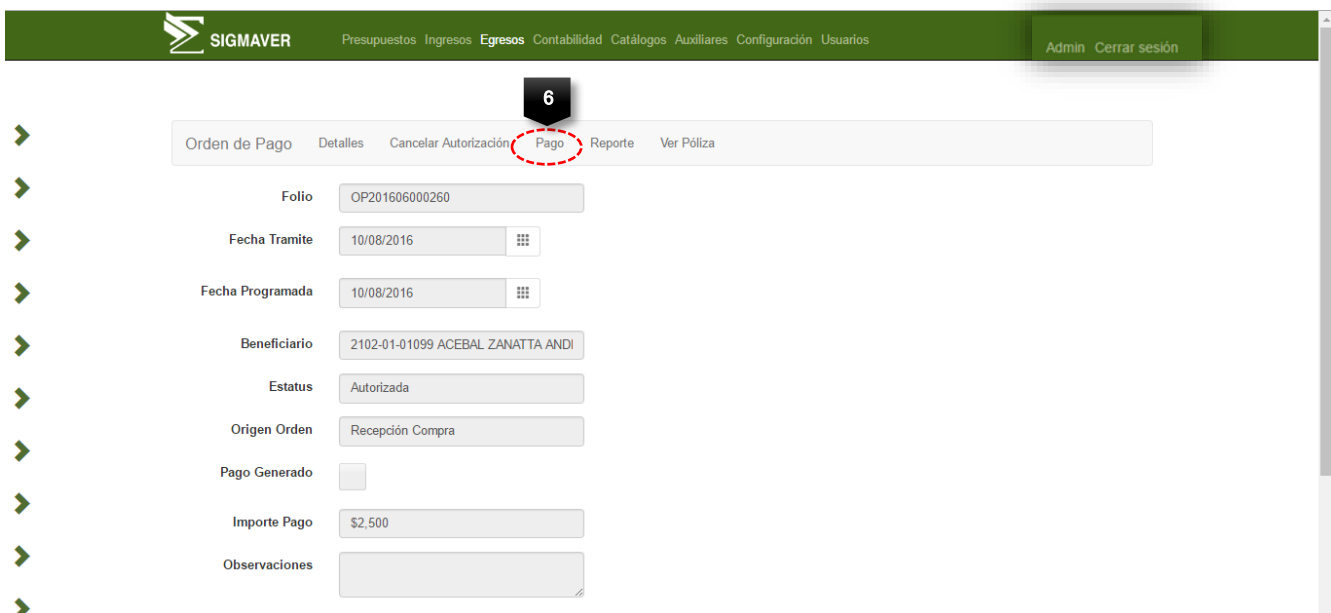 SIGMAVER Presupuestos Ingresos Egresos Contabilidad Catálogos Auxiliares Configuración Usuarios Admin Cerrar sesión
6
Orden de Pago Detalles Cancelar Autorización Pago Reporte Ver Póliza
Folio OP201606000260
Fecha Tramite 10/08/2016
Fecha Programada 10/08/2016
Beneficiario 2102-01-01099 ACEBAL ZANATTA ANDI
Estatus Autorizada
Origen Orden Recepción Compra
Pago Generado
Importe Pago $2,500
Observaciones